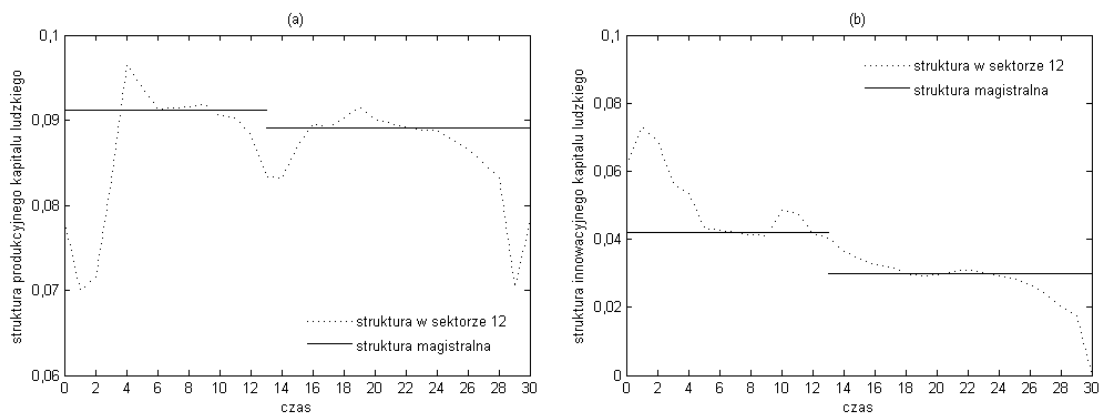 (a)
struktura produkcyjnego kapitalu ludzkiego
0,1
0,09
0,08
0,07
0,06
struktura w sektorze 12
struktura magistralna
0 2 4 6 8 10 12 14 16 18 20 22 24 26 28 30
czas
(b)
struktura innowacyjnego kapitalu ludzkiego
0,1
0,08
0,06
0,04
0,02
0
struktura w sektorze 12
struktura magistralna
0 2 4 6 8 10 12 14 16 18 20 22 24 26 28 30
czas